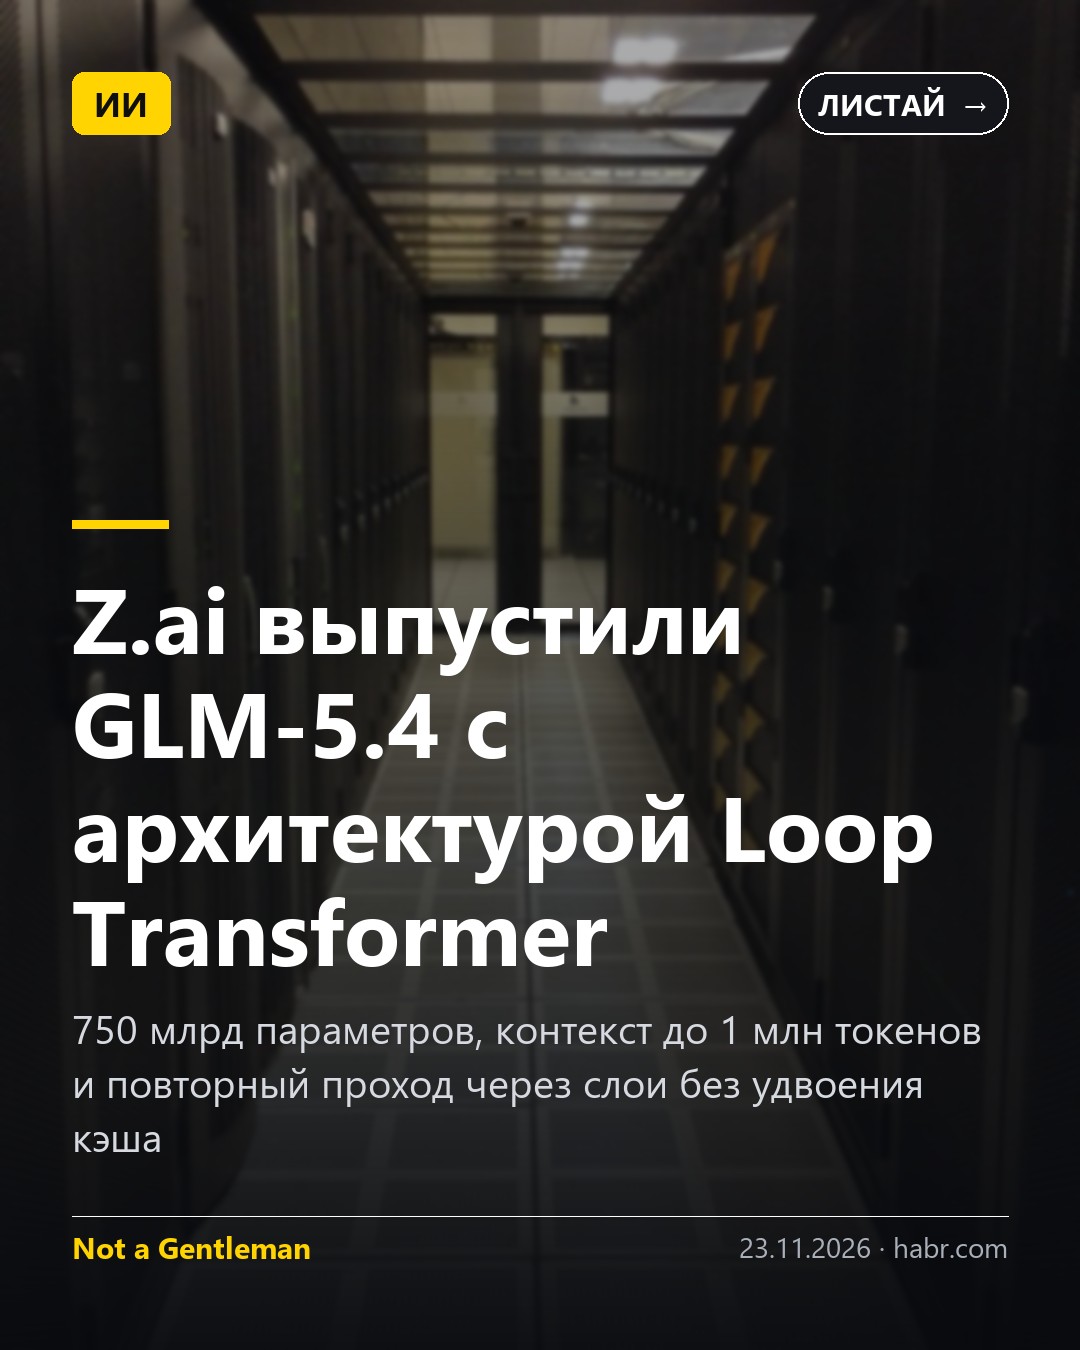 ИИ
ЛИСТАЙ →
Z.ai выпустили
GLM-5.4 с
архитектурой Loop
Transformer
750 млрд параметров, контекст до 1 млн токенов
и повторный проход через слои без удвоения
кэша
Not a Gentleman
23.11.2026 · habr.com